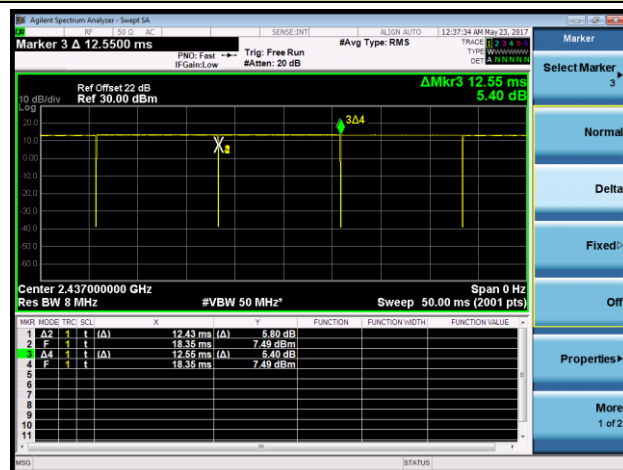 Agilent Spectrum Analyzer - Swept SA
RF 50 Ω AC SENSE:INT ALIGN AUTO 12:37:34 AM May 23, 2017
Marker 3 Δ 12.5500 ms
PNO: Fast
IFGain:Low
Trig: Free Run
#Atten: 20 dB
#Avg Type: RMS
TRACE 1 2 3 4 5 6
TYPE
DET A N N N N N
Marker
Select Marker
3
Normal
Delta
Fixed
Off
Properties
More
1 of 2
ΔMkr3 12.55 ms
5.40 dB
Ref Offset 22 dB
10 dB/div Ref 30.00 dBm
Log
20.0
10.0
0.00
-10.0
-20.0
-30.0
-40.0
-50.0
-60.0
3Δ4
Center 2.437000000 GHz Span 0 Hz
Res BW 8 MHz #VBW 50 MHz* Sweep 50.00 ms (2001 pts)
MKR MODE TRC SCL X Y FUNCTION FUNCTION WIDTH FUNCTION VALUE
1 Δ2 1 t (Δ) 12.43 ms (Δ) 5.80 dB
2 F 1 t 18.35 ms 7.49 dBm
3 Δ4 1 t (Δ) 12.55 ms (Δ) 5.40 dB
4 F 1 t 18.35 ms 7.49 dBm
5
6
7
8
9
10
11
MSG STATUS